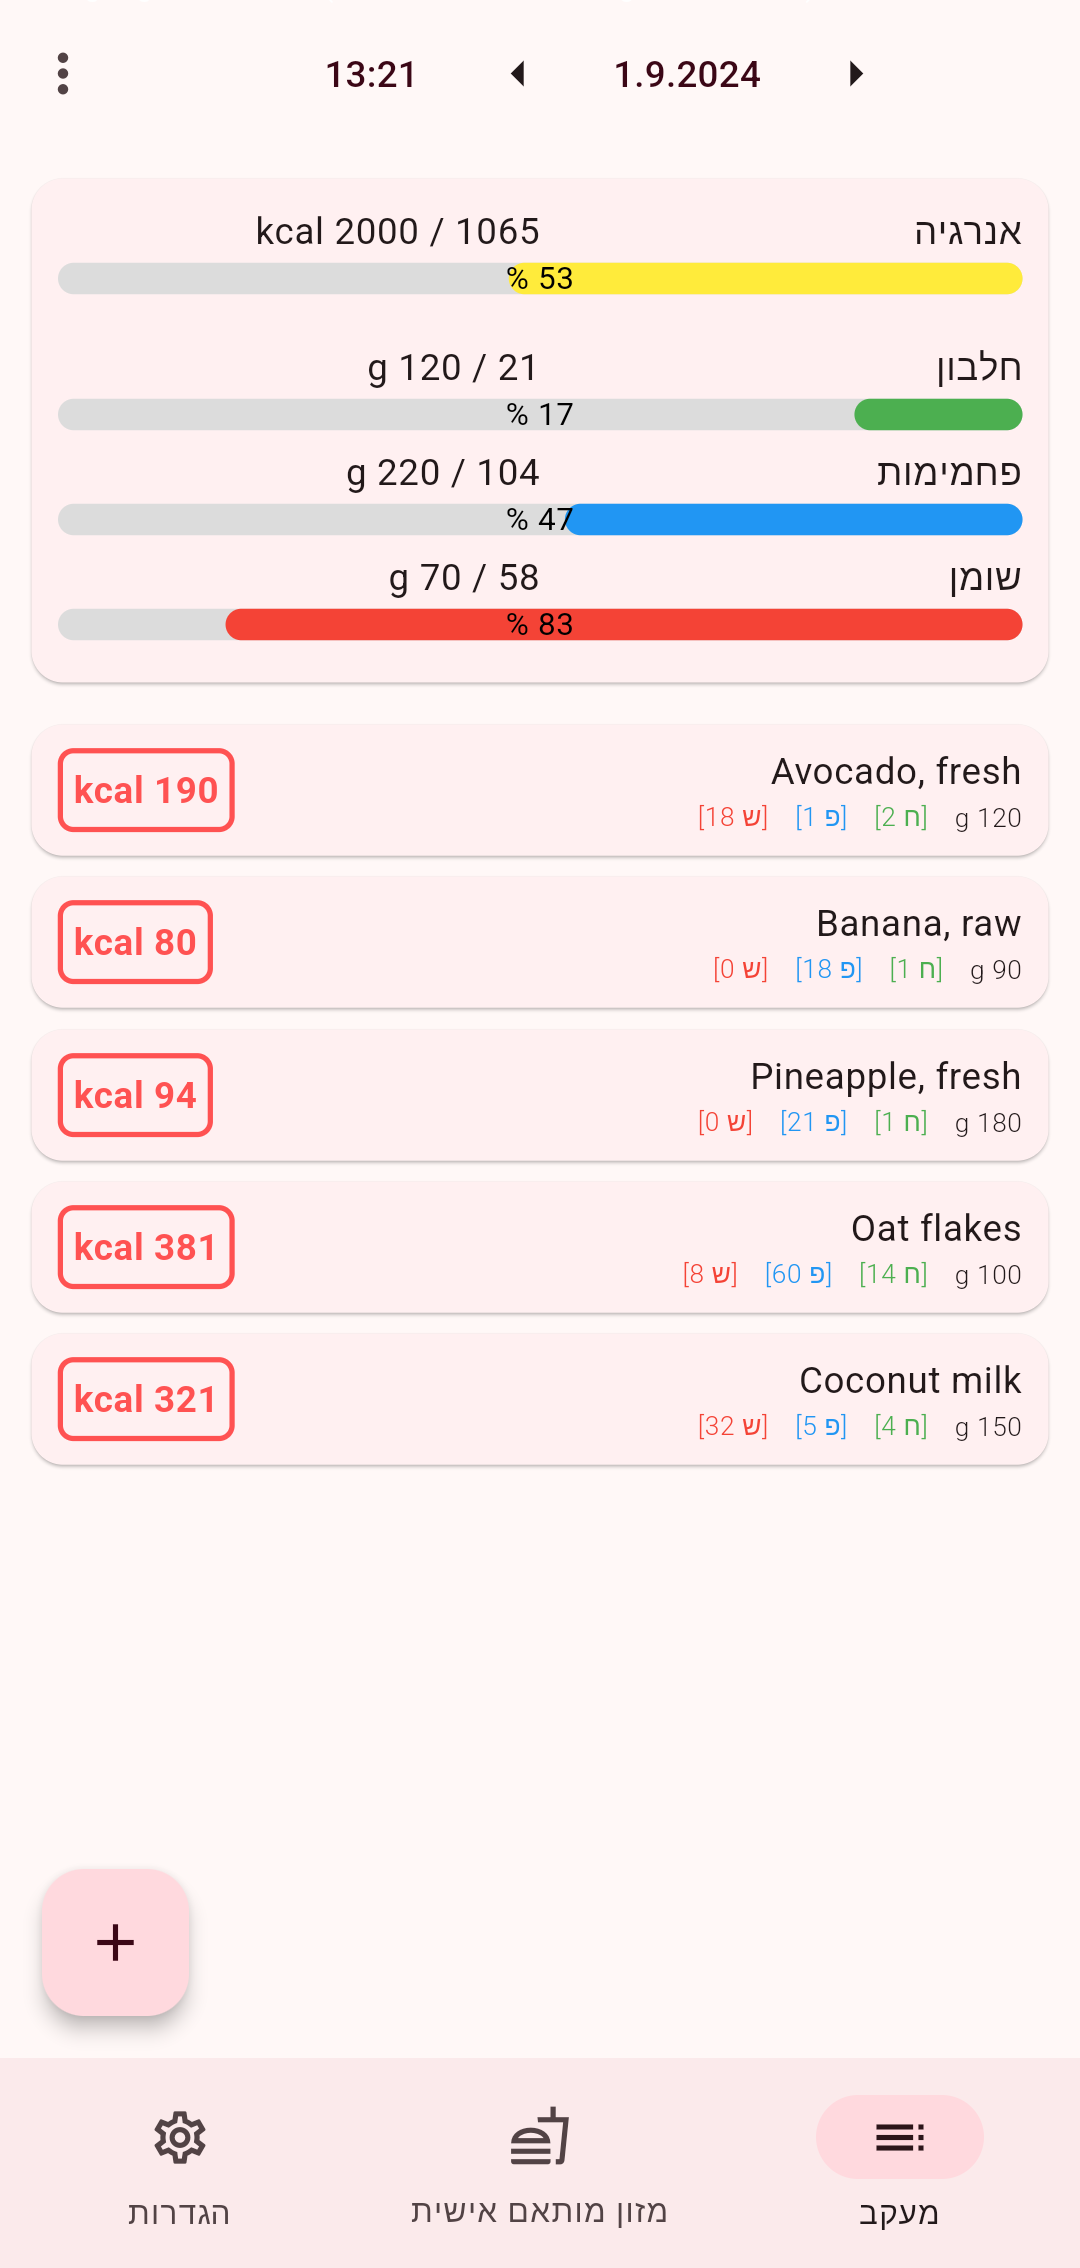 13:21
1.9.2024
אנרגיה
1065 / 2000 kcal
53 %
חלבון
21 / 120 g
17 %
פחמימות
104 / 220 g
47 %
שומן
58 / 70 g
83 %
Avocado, fresh
120 g [ח 2] [פ 1] [ש 18]
190 kcal
Banana, raw
90 g [ח 1] [פ 18] [ש 0]
80 kcal
Pineapple, fresh
180 g [ח 1] [פ 21] [ש 0]
94 kcal
Oat flakes
100 g [ח 14] [פ 60] [ש 8]
381 kcal
Coconut milk
150 g [ח 4] [פ 5] [ש 32]
321 kcal
מעקב
מזון מותאם אישית
הגדרות